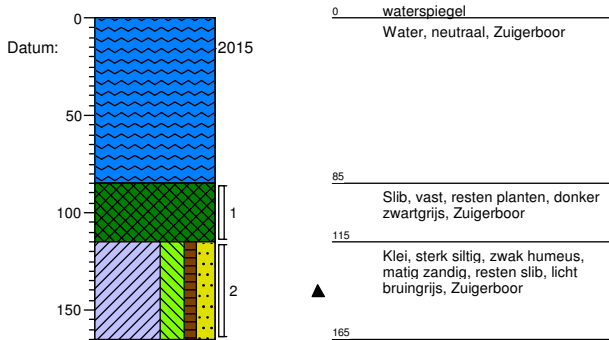 0
waterspiegel
Water, neutraal, Zuigerboor
Datum: 2015
0
50
100
150
1
2
85
Slib, vast, resten planten, donker
zwartgrijs, Zuigerboor
115
Klei, sterk siltig, zwak humeus,
matig zandig, resten slib, licht
bruingrijs, Zuigerboor
165